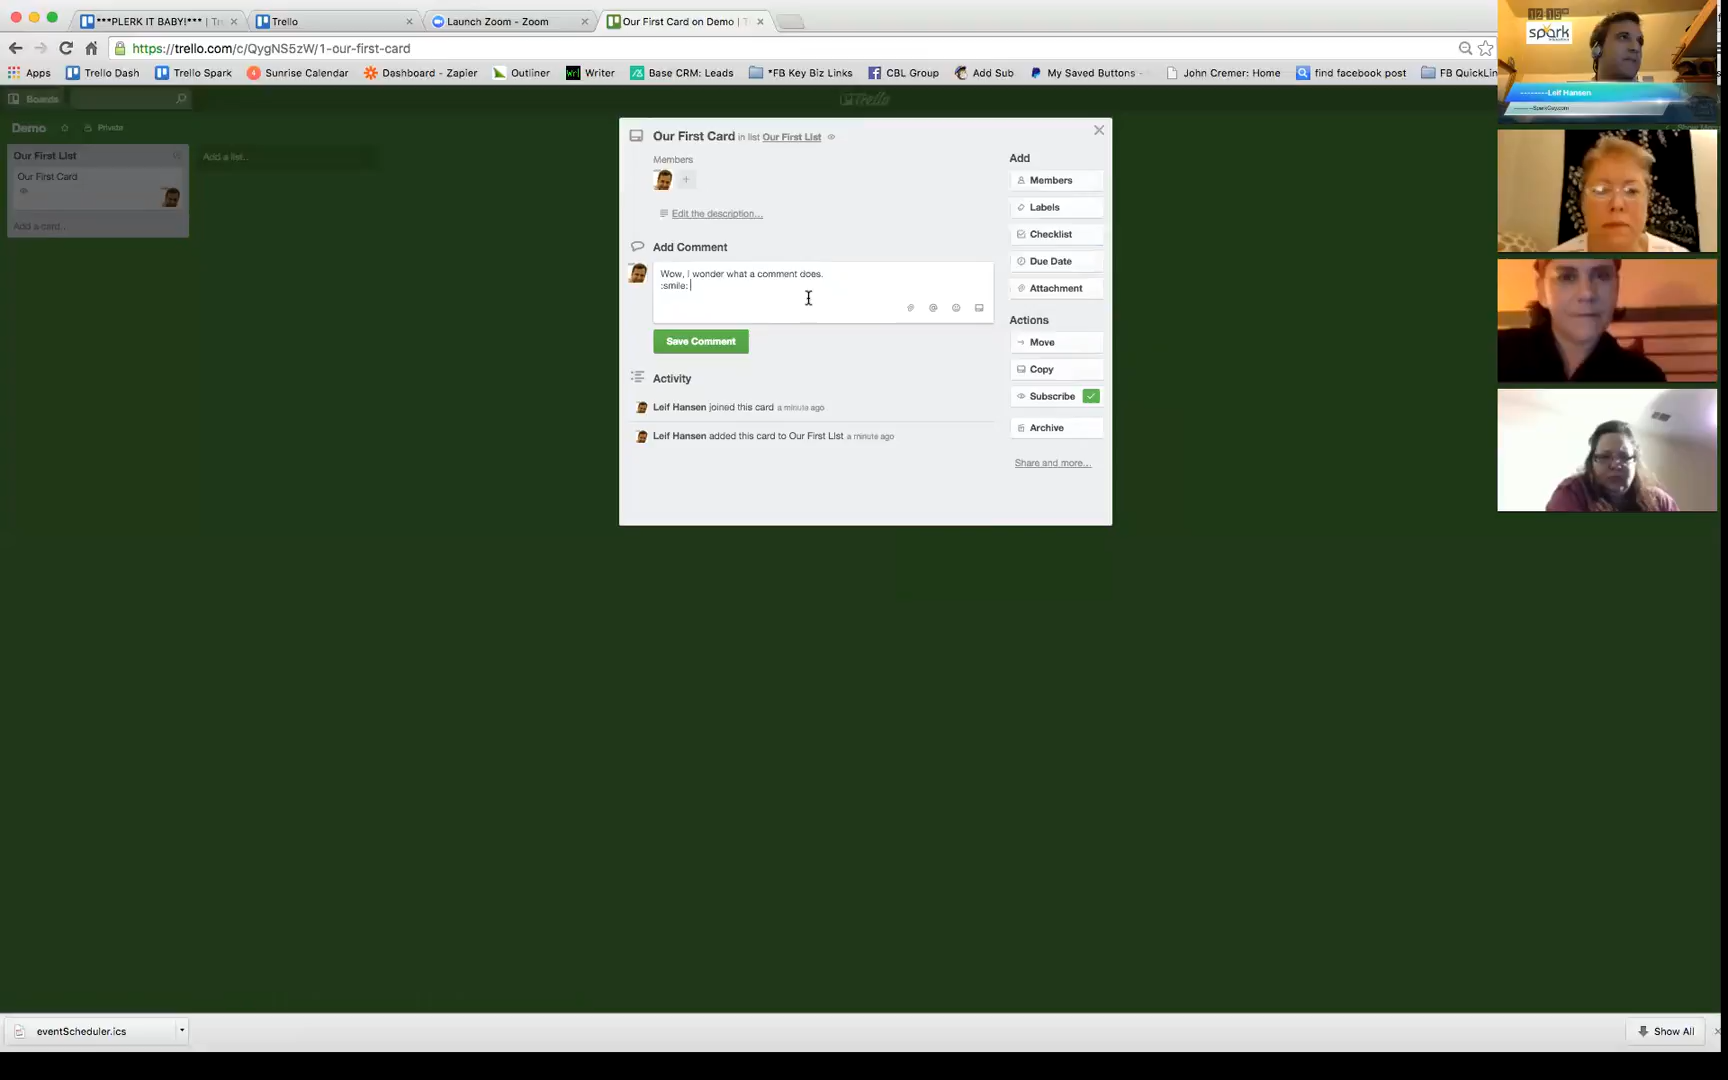 ***PLERK IT BABY!*** | Tr
Trello
Launch Zoom - Zoom
Our First Card on Demo | T
https://trello.com/c/QygNS5zW/1-our-first-card
Apps
Trello Dash
Trello Spark
Sunrise Calendar
Dashboard - Zapier
Outliner
Writer
Base CRM: Leads
*FB Key Biz Links
CBL Group
Add Sub
My Saved Buttons -
John Cremer: Home
find facebook post
FB QuickLin
Boards
Trello
Demo
Private
Our First List
Our First Card
Add a card...
Add a list...
Our First Card in list Our First List
Members
Edit the description...
Add Comment
Wow, I wonder what a comment does.
:smile:
Save Comment
Activity
Leif Hansen joined this card a minute ago
Leif Hansen added this card to Our First List a minute ago
Add
Members
Labels
Checklist
Due Date
Attachment
Actions
Move
Copy
Subscribe
Archive
Share and more...
12:15
spark
--------Leif Hansen
eventScheduler.ics
Show All